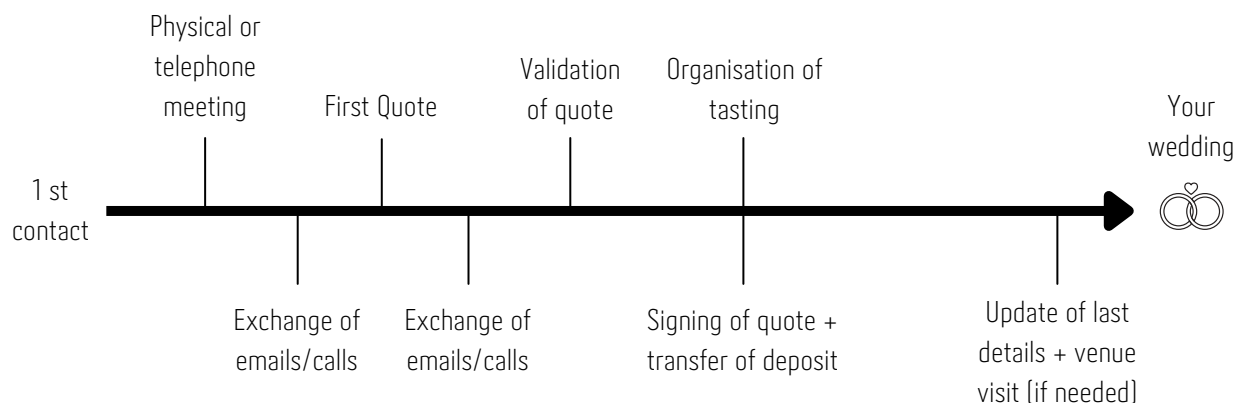 Physical or
telephone
meeting
First Quote
Validation
of quote
Organisation of
tasting
Your
wedding
1 st
contact
Exchange of
emails/calls
Exchange of
emails/calls
Signing of quote +
transfer of deposit
Update of last
details + venue
visit (if needed)